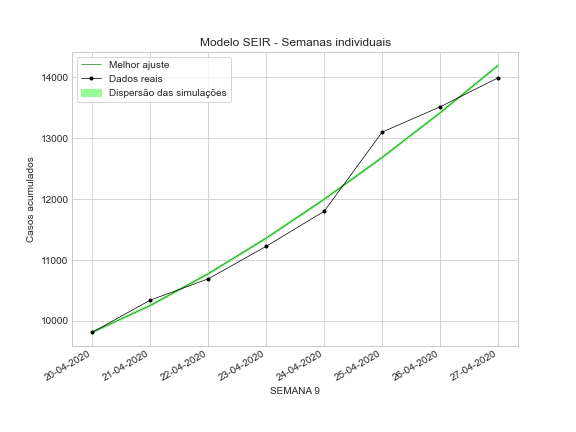 Modelo SEIR - Semanas individuais
Melhor ajuste
Dados reais
Dispersão das simulações
Casos acumulados
14000
13000
12000
11000
10000
20-04-2020
21-04-2020
22-04-2020
23-04-2020
24-04-2020
25-04-2020
26-04-2020
27-04-2020
SEMANA 9